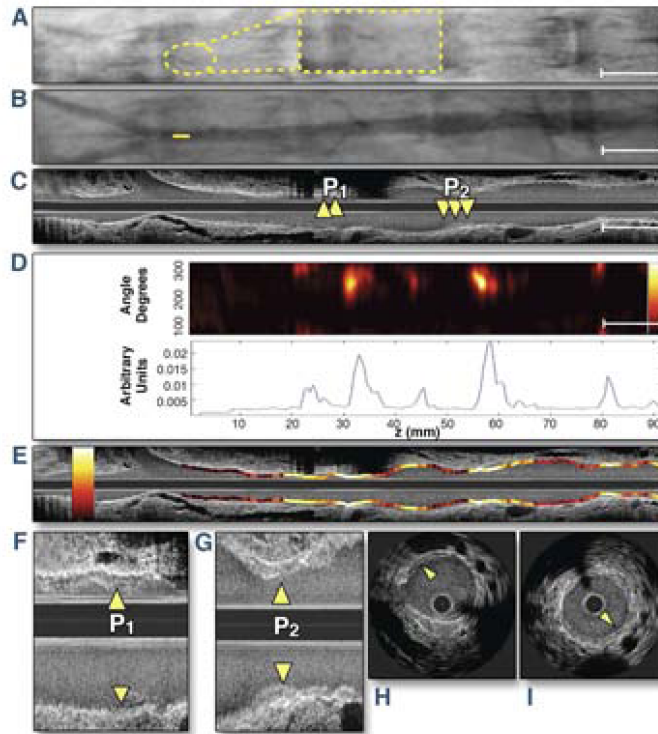 A
B
C
P1 P2
D
Angle Degrees
300
200
100
Arbitrary Units
0.02
0.015
0.01
0.005
10 20 30 40 50 60 70 80 90
z (mm)
E
F
P1
G
P2
H
I